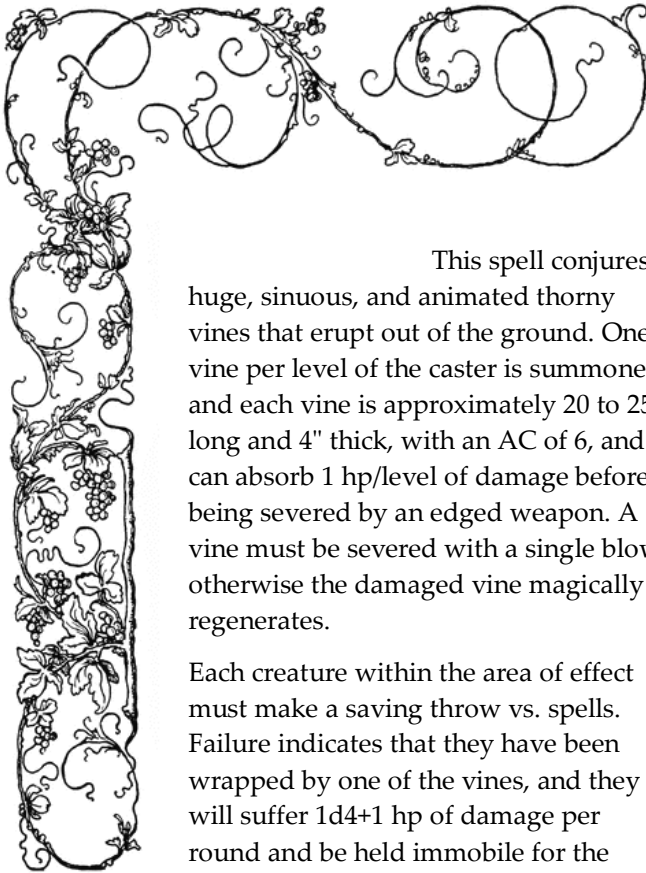 This spell conjures
huge, sinuous, and animated thorny
vines that erupt out of the ground. One
vine per level of the caster is summone
and each vine is approximately 20 to 25
long and 4" thick, with an AC of 6, and
can absorb 1 hp/level of damage before
being severed by an edged weapon. A
vine must be severed with a single blow
otherwise the damaged vine magically
regenerates.
Each creature within the area of effect
must make a saving throw vs. spells.
Failure indicates that they have been
wrapped by one of the vines, and they
will suffer 1d4+1 hp of damage per
round and be held immobile for the